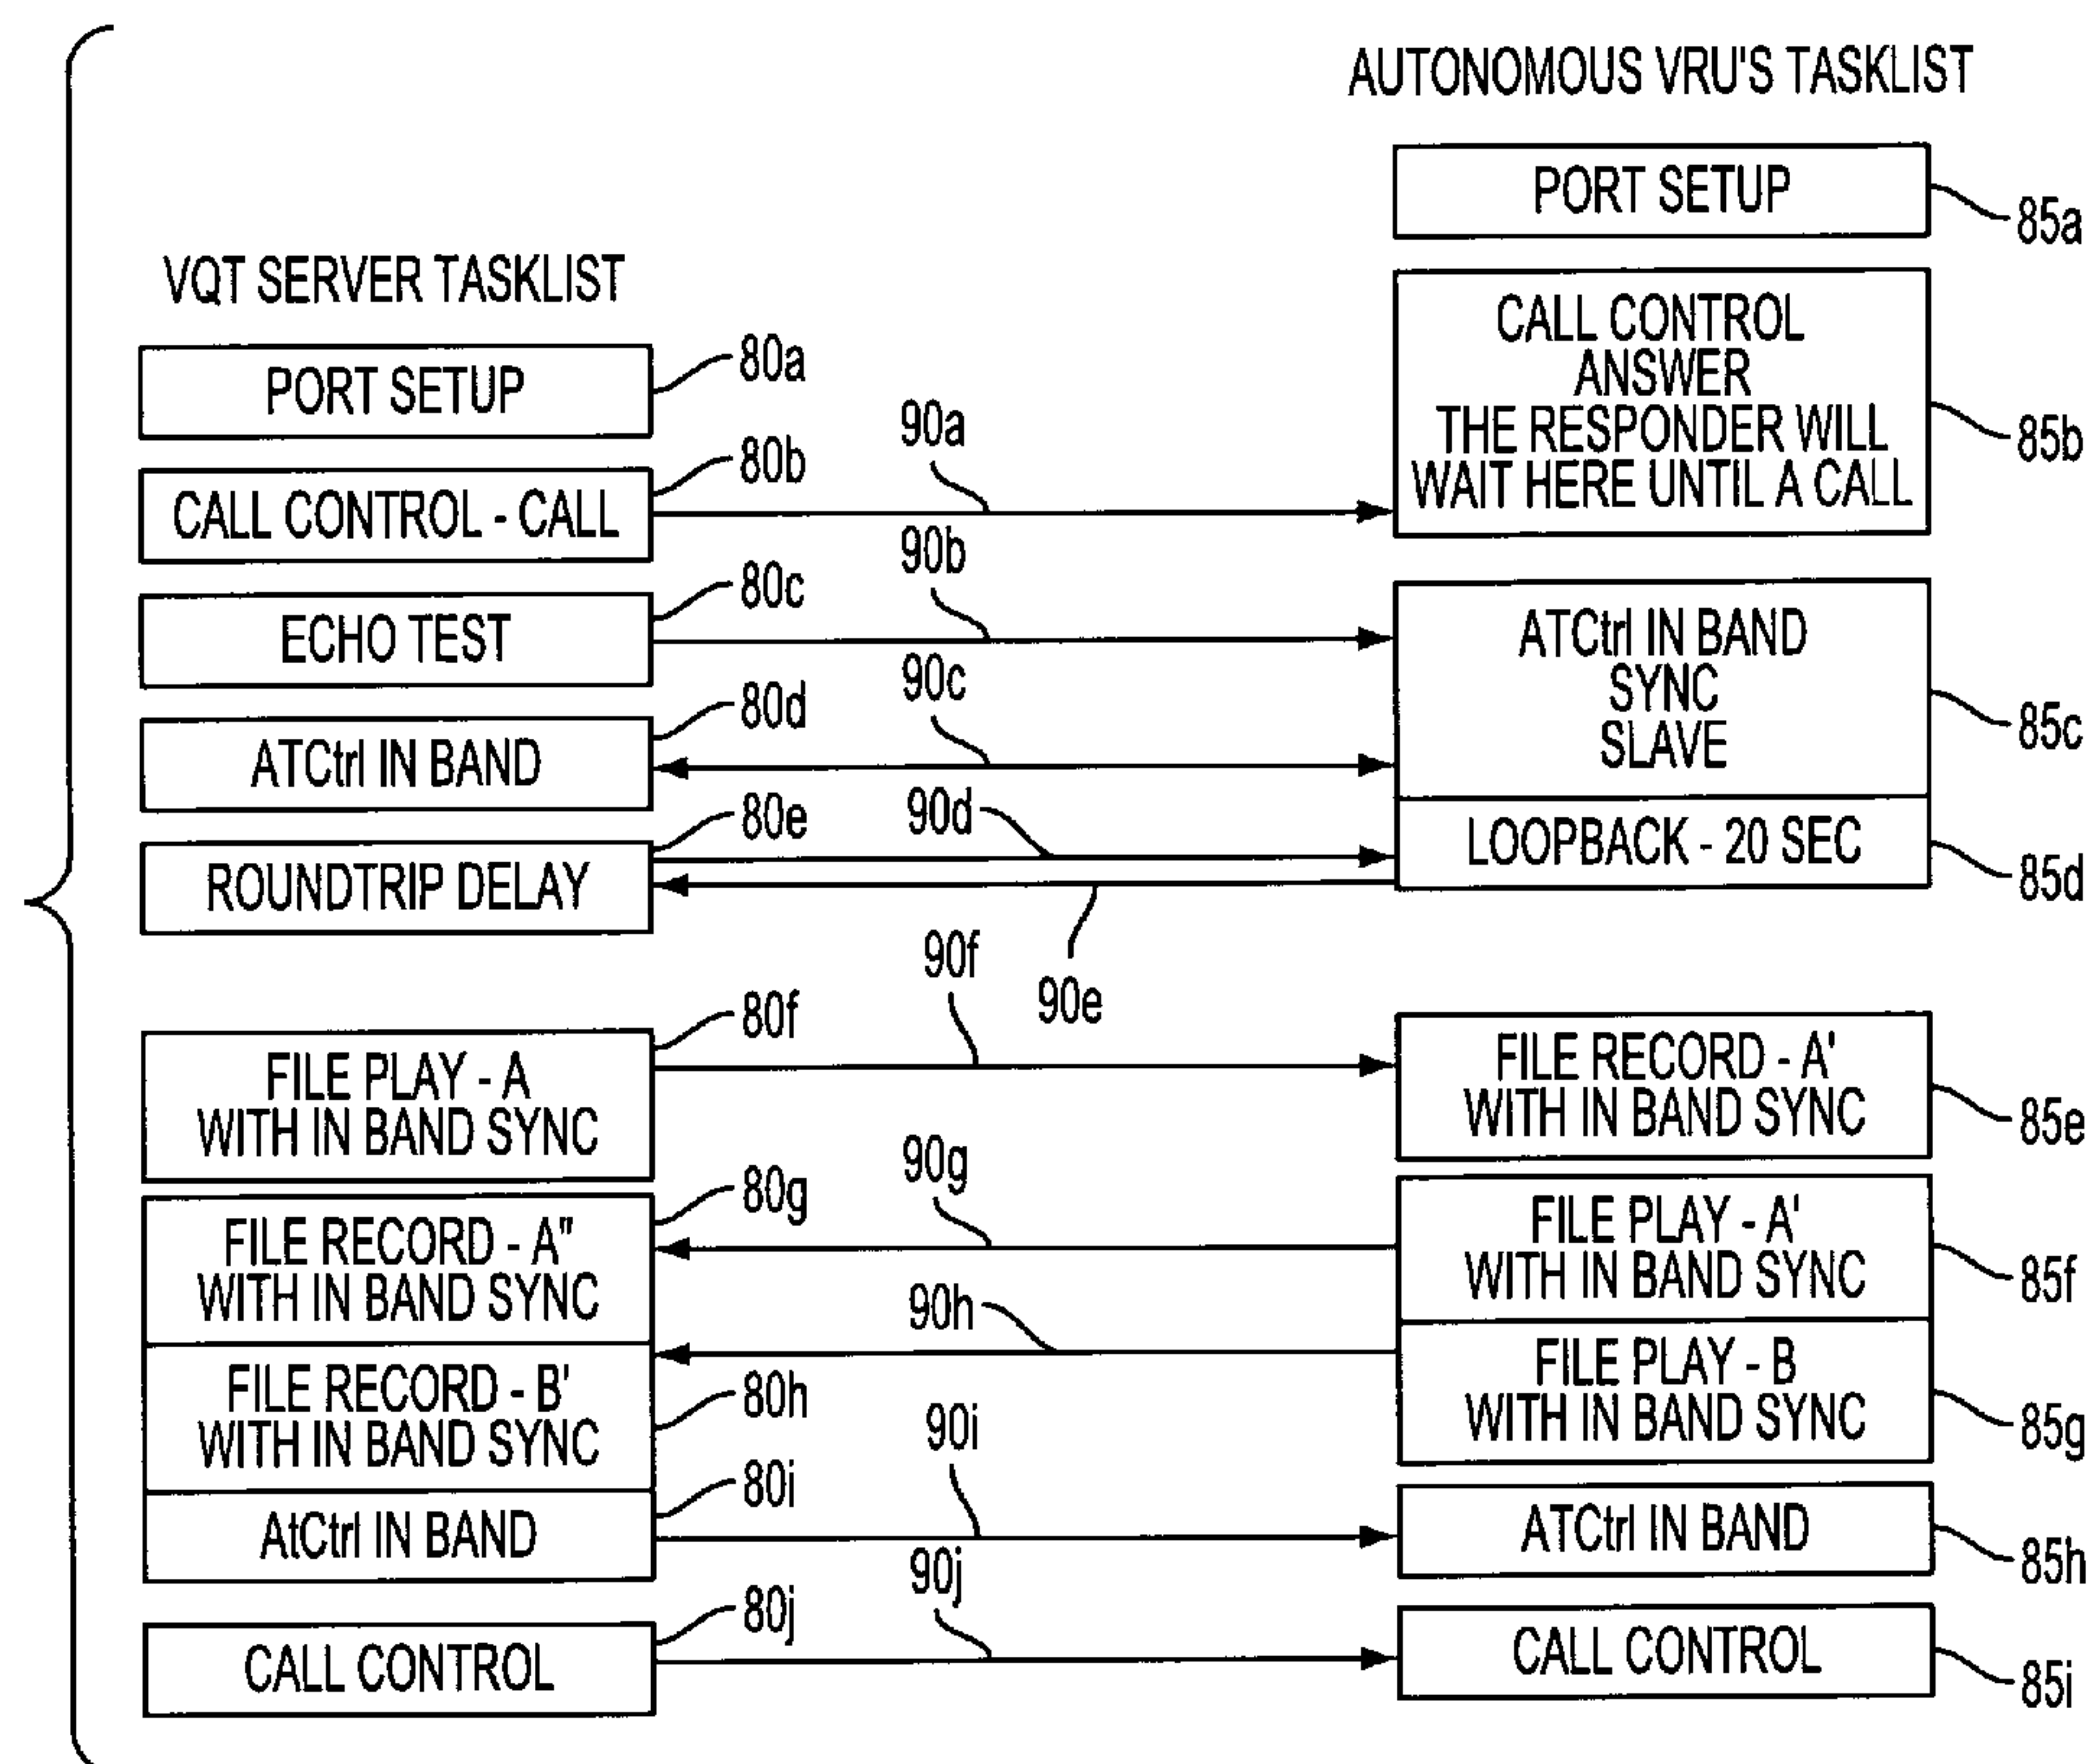 AUTONOMOUS VRU'S TASKLIST
PORT SETUP
85a
VQT SERVER TASKLIST
PORT SETUP
80a
CALL CONTROL
ANSWER
THE RESPONDER WILL
WAIT HERE UNTIL A CALL
85b
80b
CALL CONTROL - CALL
90a
90b
80c
ECHO TEST
ATCtrl IN BAND
SYNC
SLAVE
85c
90c
80d
ATCtrl IN BAND
90d
80e
ROUNDTRIP DELAY
LOOPBACK - 20 SEC
85d
90e
90f
80f
FILE PLAY - A
WITH IN BAND SYNC
FILE RECORD - A'
WITH IN BAND SYNC
85e
90g
80g
FILE RECORD - A"
WITH IN BAND SYNC
FILE PLAY - A'
WITH IN BAND SYNC
85f
90h
FILE RECORD - B'
WITH IN BAND SYNC
80h
FILE PLAY - B
WITH IN BAND SYNC
85g
90i
80i
AtCtrl IN BAND
ATCtrl IN BAND
85h
90j
80j
CALL CONTROL
CALL CONTROL
85i